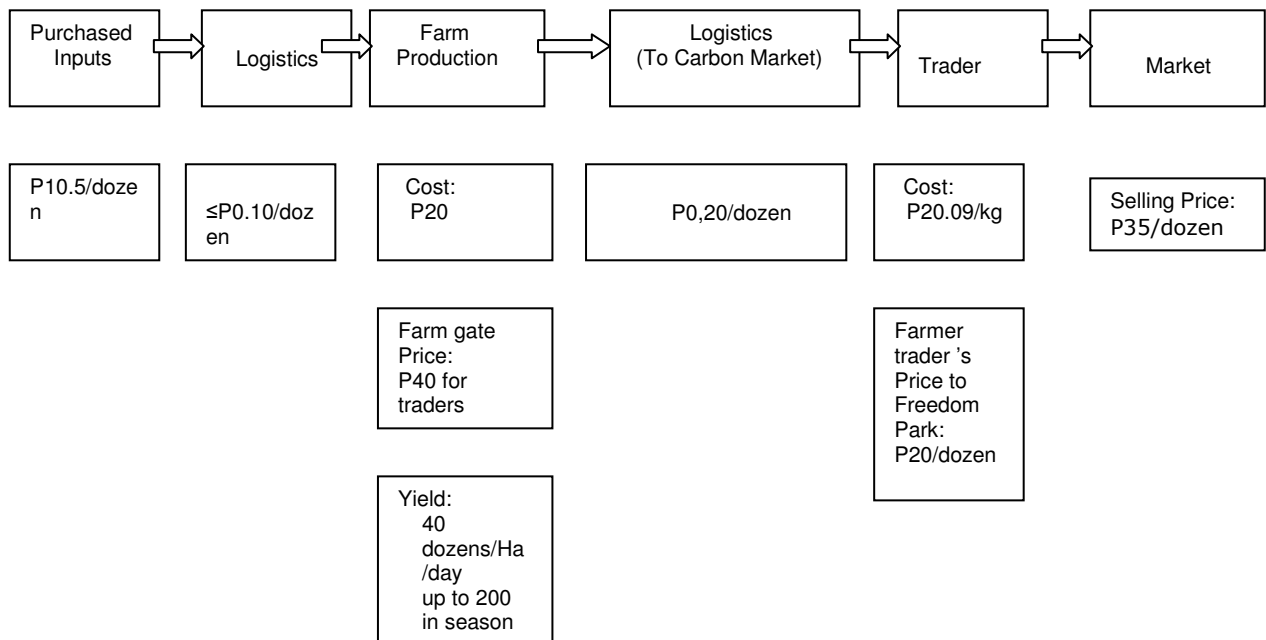 Purchased
Inputs
Logistics
Farm
Production
Logistics
(To Carbon Market)
Trader
Market
P10.5/doze
n
≤P0.10/doz
en
Cost:
P20
P0,20/dozen
Cost:
P20.09/kg
Selling Price:
P35/dozen
Farm gate
Price:
P40 for
traders
Farmer
trader 's
Price to
Freedom
Park:
P20/dozen
Yield:
40
dozens/Ha
/day
up to 200
in season